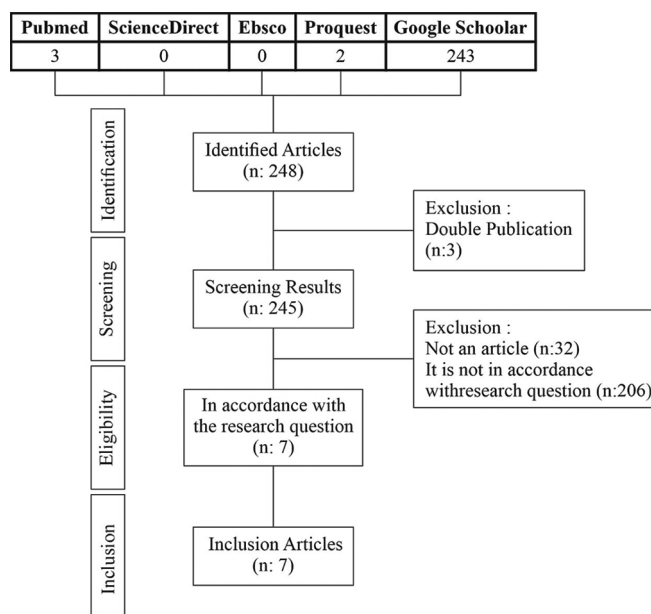 Pubmed ScienceDirect Ebsco Proquest Google Schoolar
3 0 0 2 243
Identification
Identified Articles
(n: 248)
Exclusion :
Double Publication
(n:3)
Screening
Screening Results
(n: 245)
Exclusion :
Not an article (n:32)
It is not in accordance
withresearch question (n:206)
Eligibility
In accordance with
the research question
(n: 7)
Inclusion
Inclusion Articles
(n: 7)